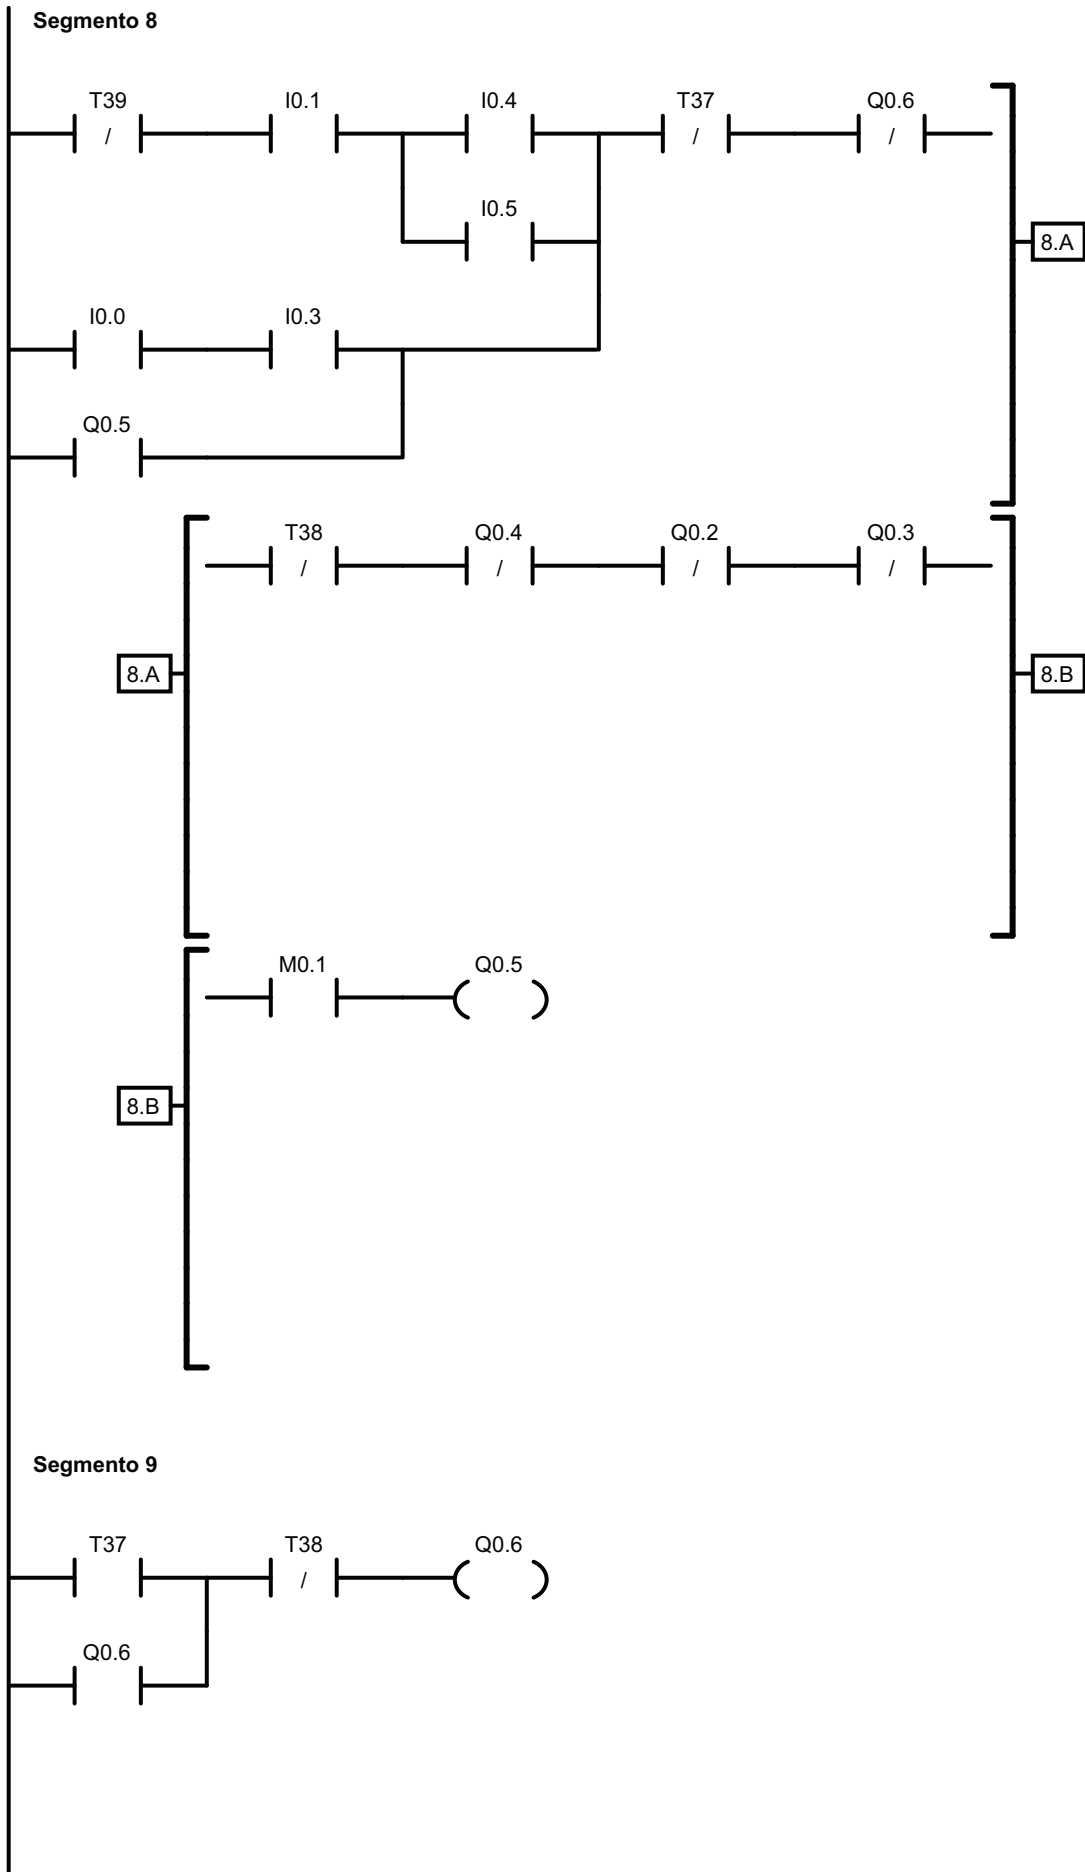 Segmento 8
T39 I0.1 I0.4 T37 Q0.6
/ / /
I0.5
8.A
I0.0 I0.3
Q0.5
T38 Q0.4 Q0.2 Q0.3
/ / / /
8.A 8.B
M0.1 Q0.5
8.B
Segmento 9
T37 T38 Q0.6
/
Q0.6